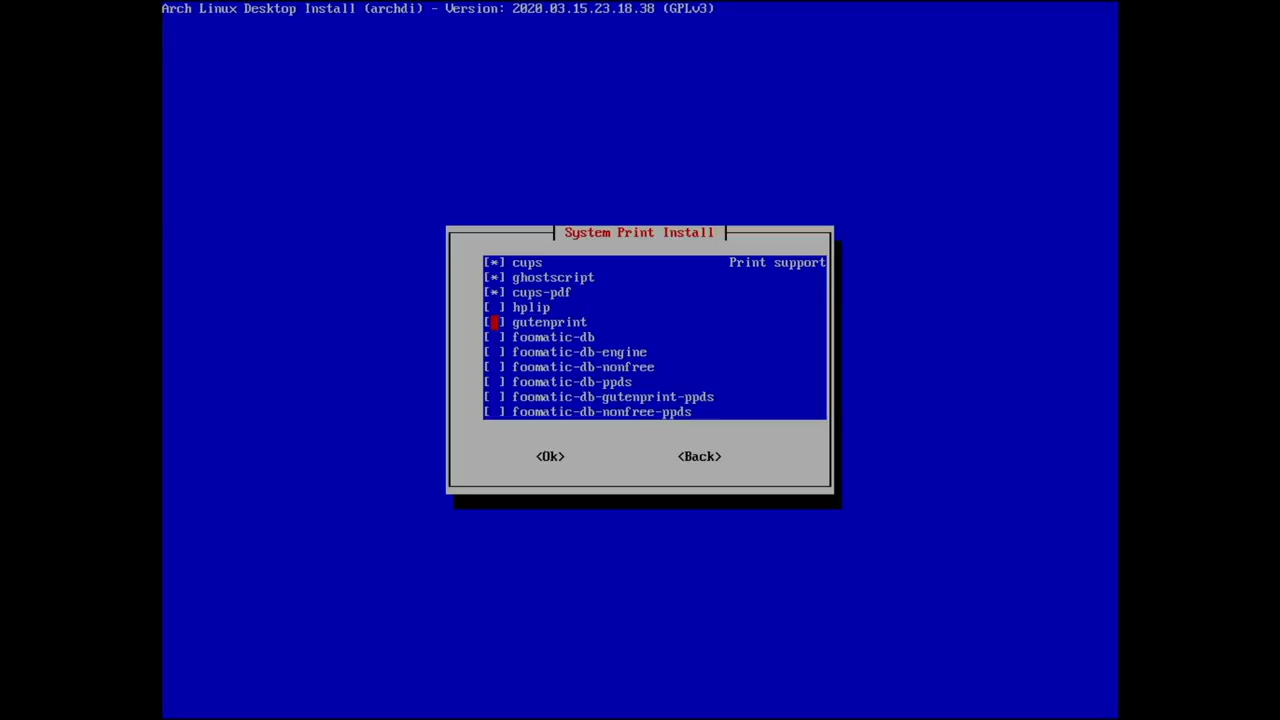 Arch Linux Desktop Install (archdi) - Version: 2020.03.15.23.18.38 (GPLv3)
System Print Install
[*] cups Print support
[*] ghostscript
[*] cups-pdf
[ ] hplip
[ ] gutenprint
[ ] foomatic-db
[ ] foomatic-db-engine
[ ] foomatic-db-nonfree
[ ] foomatic-db-ppds
[ ] foomatic-db-gutenprint-ppds
[ ] foomatic-db-nonfree-ppds
<Ok> <Back>